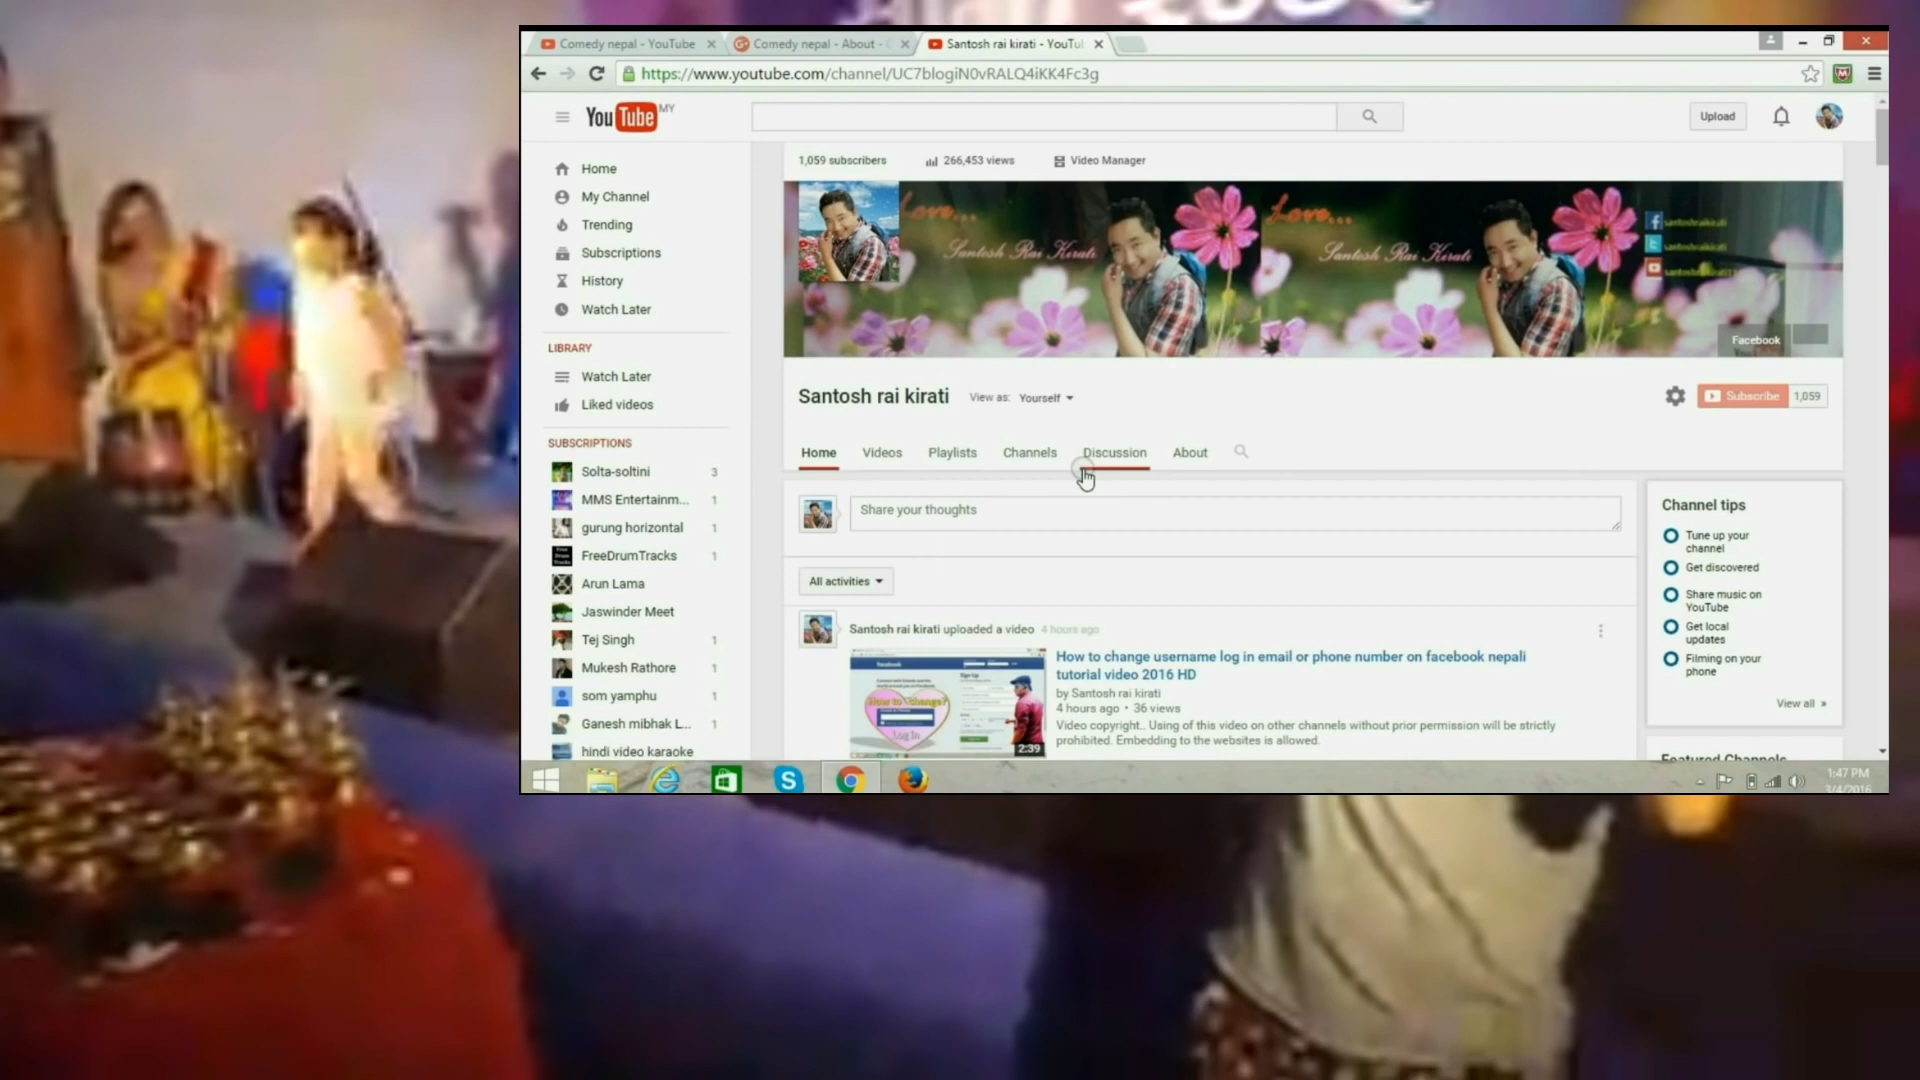 Comedy nepal - YouTube
Comedy nepal - About -
Santosh rai kirati - YouTu
https://www.youtube.com/channel/UC7blogiN0vRALQ4iKK4Fc3g
YouTube MY
Upload
1,059 subscribers
266,453 views
Video Manager
Home
My Channel
Trending
Subscriptions
History
Watch Later
LIBRARY
Watch Later
Liked videos
SUBSCRIPTIONS
Solta-soltini 3
MMS Entertainm... 1
gurung horizontal 1
FreeDrumTracks 1
Arun Lama
Jaswinder Meet
Tej Singh 1
Mukesh Rathore 1
som yamphu 1
Ganesh mibhak L... 1
hindi video karaoke
Love...
Santosh Rai Kirati
Love...
Santosh Rai Kirati
Facebook
Santosh rai kirati
View as: Yourself
Subscribe 1,059
Home
Videos
Playlists
Channels
Discussion
About
Share your thoughts
All activities
Santosh rai kirati uploaded a video 4 hours ago
How to change username log in email or phone number on facebook nepali
tutorial video 2016 HD
by Santosh rai kirati
4 hours ago • 36 views
Video copyright.. Using of this video on other channels without prior permission will be strictly
prohibited. Embedding to the websites is allowed.
How to change?
Log In
2:39
Channel tips
Tune up your
channel
Get discovered
Share music on
YouTube
Get local
updates
Filming on your
phone
View all »
Featured Channels
1:47 PM
3/4/2016